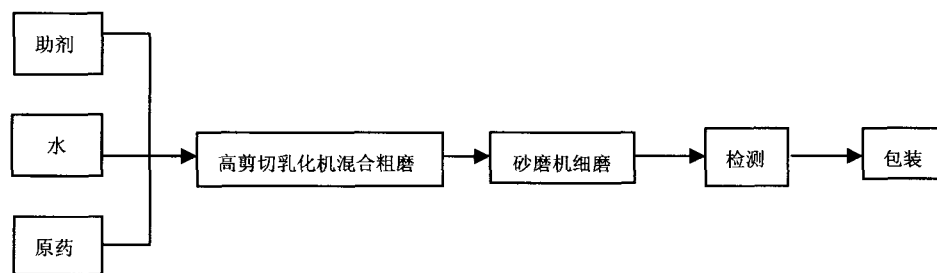 助剂
水
原药
高剪切乳化机混合粗磨
砂磨机细磨
检测
包装